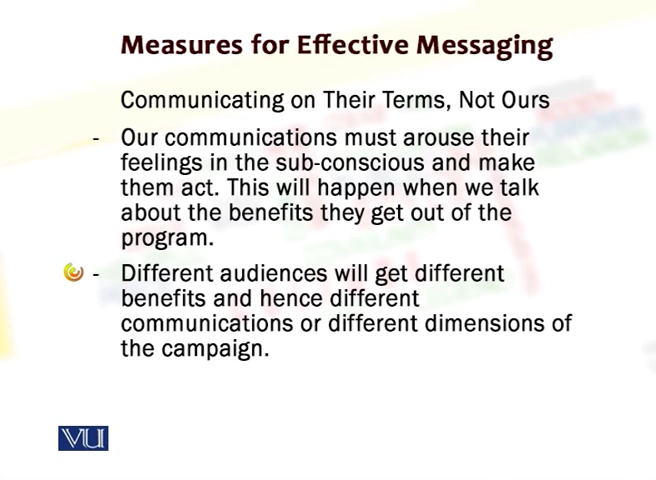 Measures for Effective Messaging
Communicating on Their Terms, Not Ours
- Our communications must arouse their
feelings in the sub-conscious and make
them act. This will happen when we talk
about the benefits they get out of the
program.
- Different audiences will get different
benefits and hence different
communications or different dimensions of
the campaign.
VU